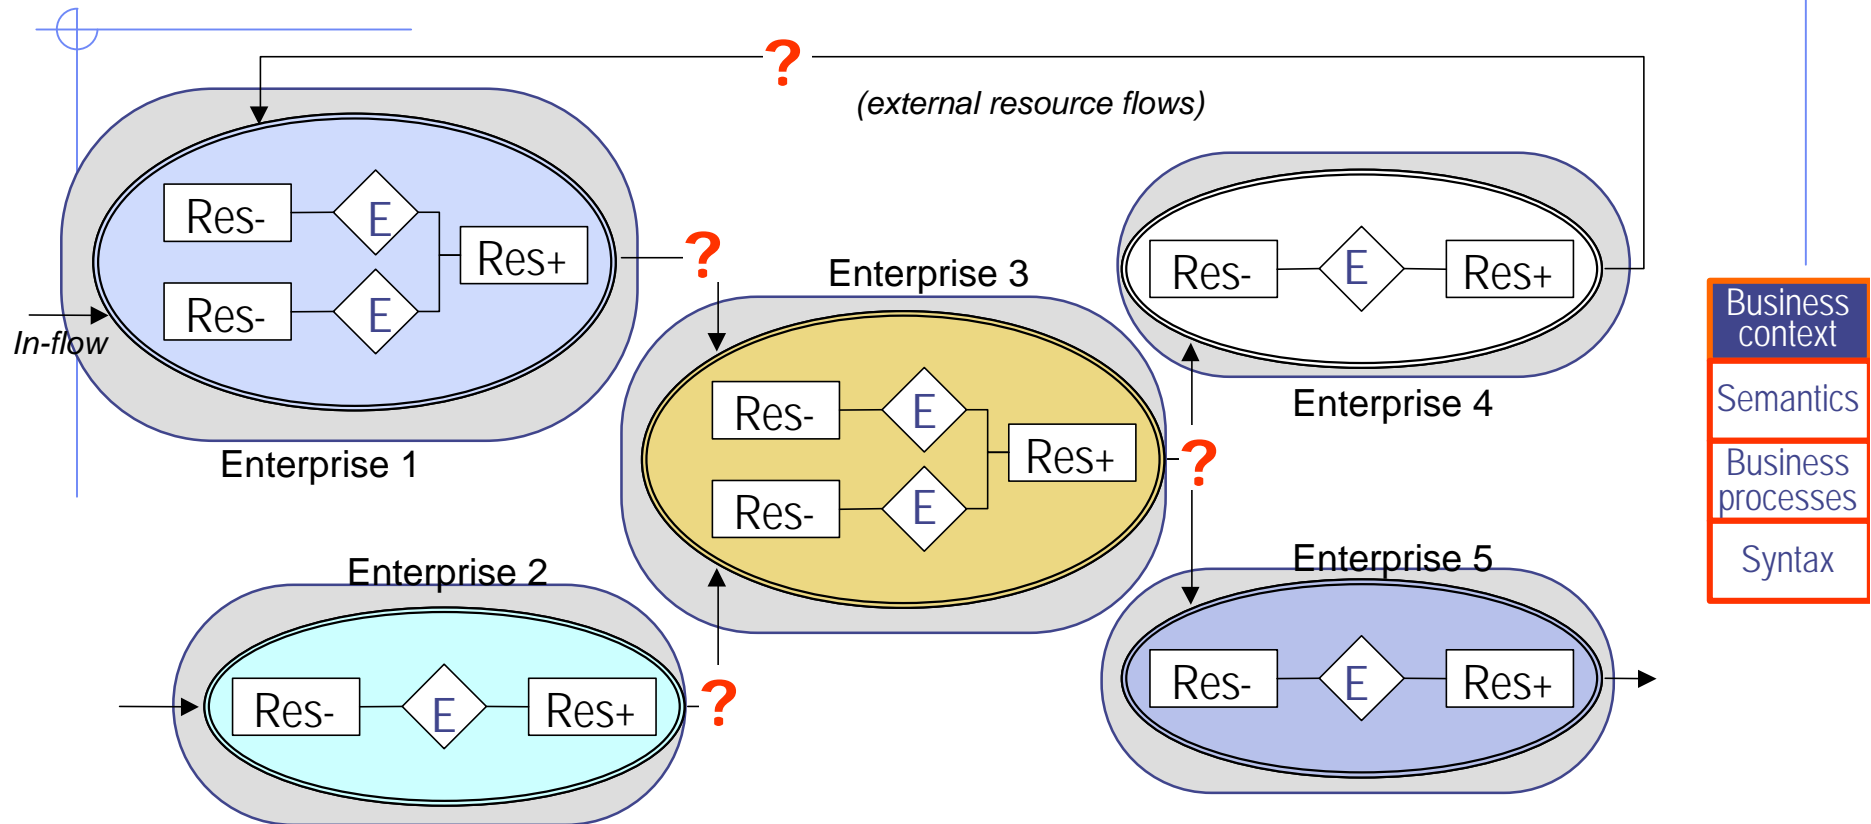 ?
(external resource flows)
Res-
E
Res+
Res-
E
In-flow
Enterprise 1
?
Enterprise 3
Res-
E
Res+
Res-
E
Res-
E
Res+
Enterprise 4
?
Enterprise 2
Res-
E
Res+
?
Enterprise 5
Res-
E
Res+
Business
context
Semantics
Business
processes
Syntax